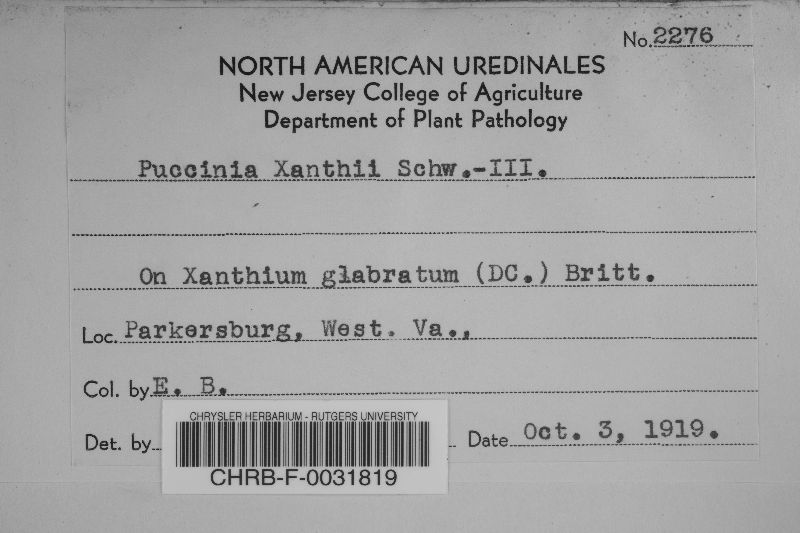 No. 2276
NORTH AMERICAN UREDINALES
New Jersey College of Agriculture
Department of Plant Pathology
Puccinia Xanthii Schw.-III.
On Xanthium glabratum (DC.) Britt.
Loc. Parkersburg, West. Va.,
Col. by E. B.
Det. by
Date Oct. 3, 1919.
CHRYSLER HERBARIUM - RUTGERS UNIVERSITY
CHRB-F-0031819